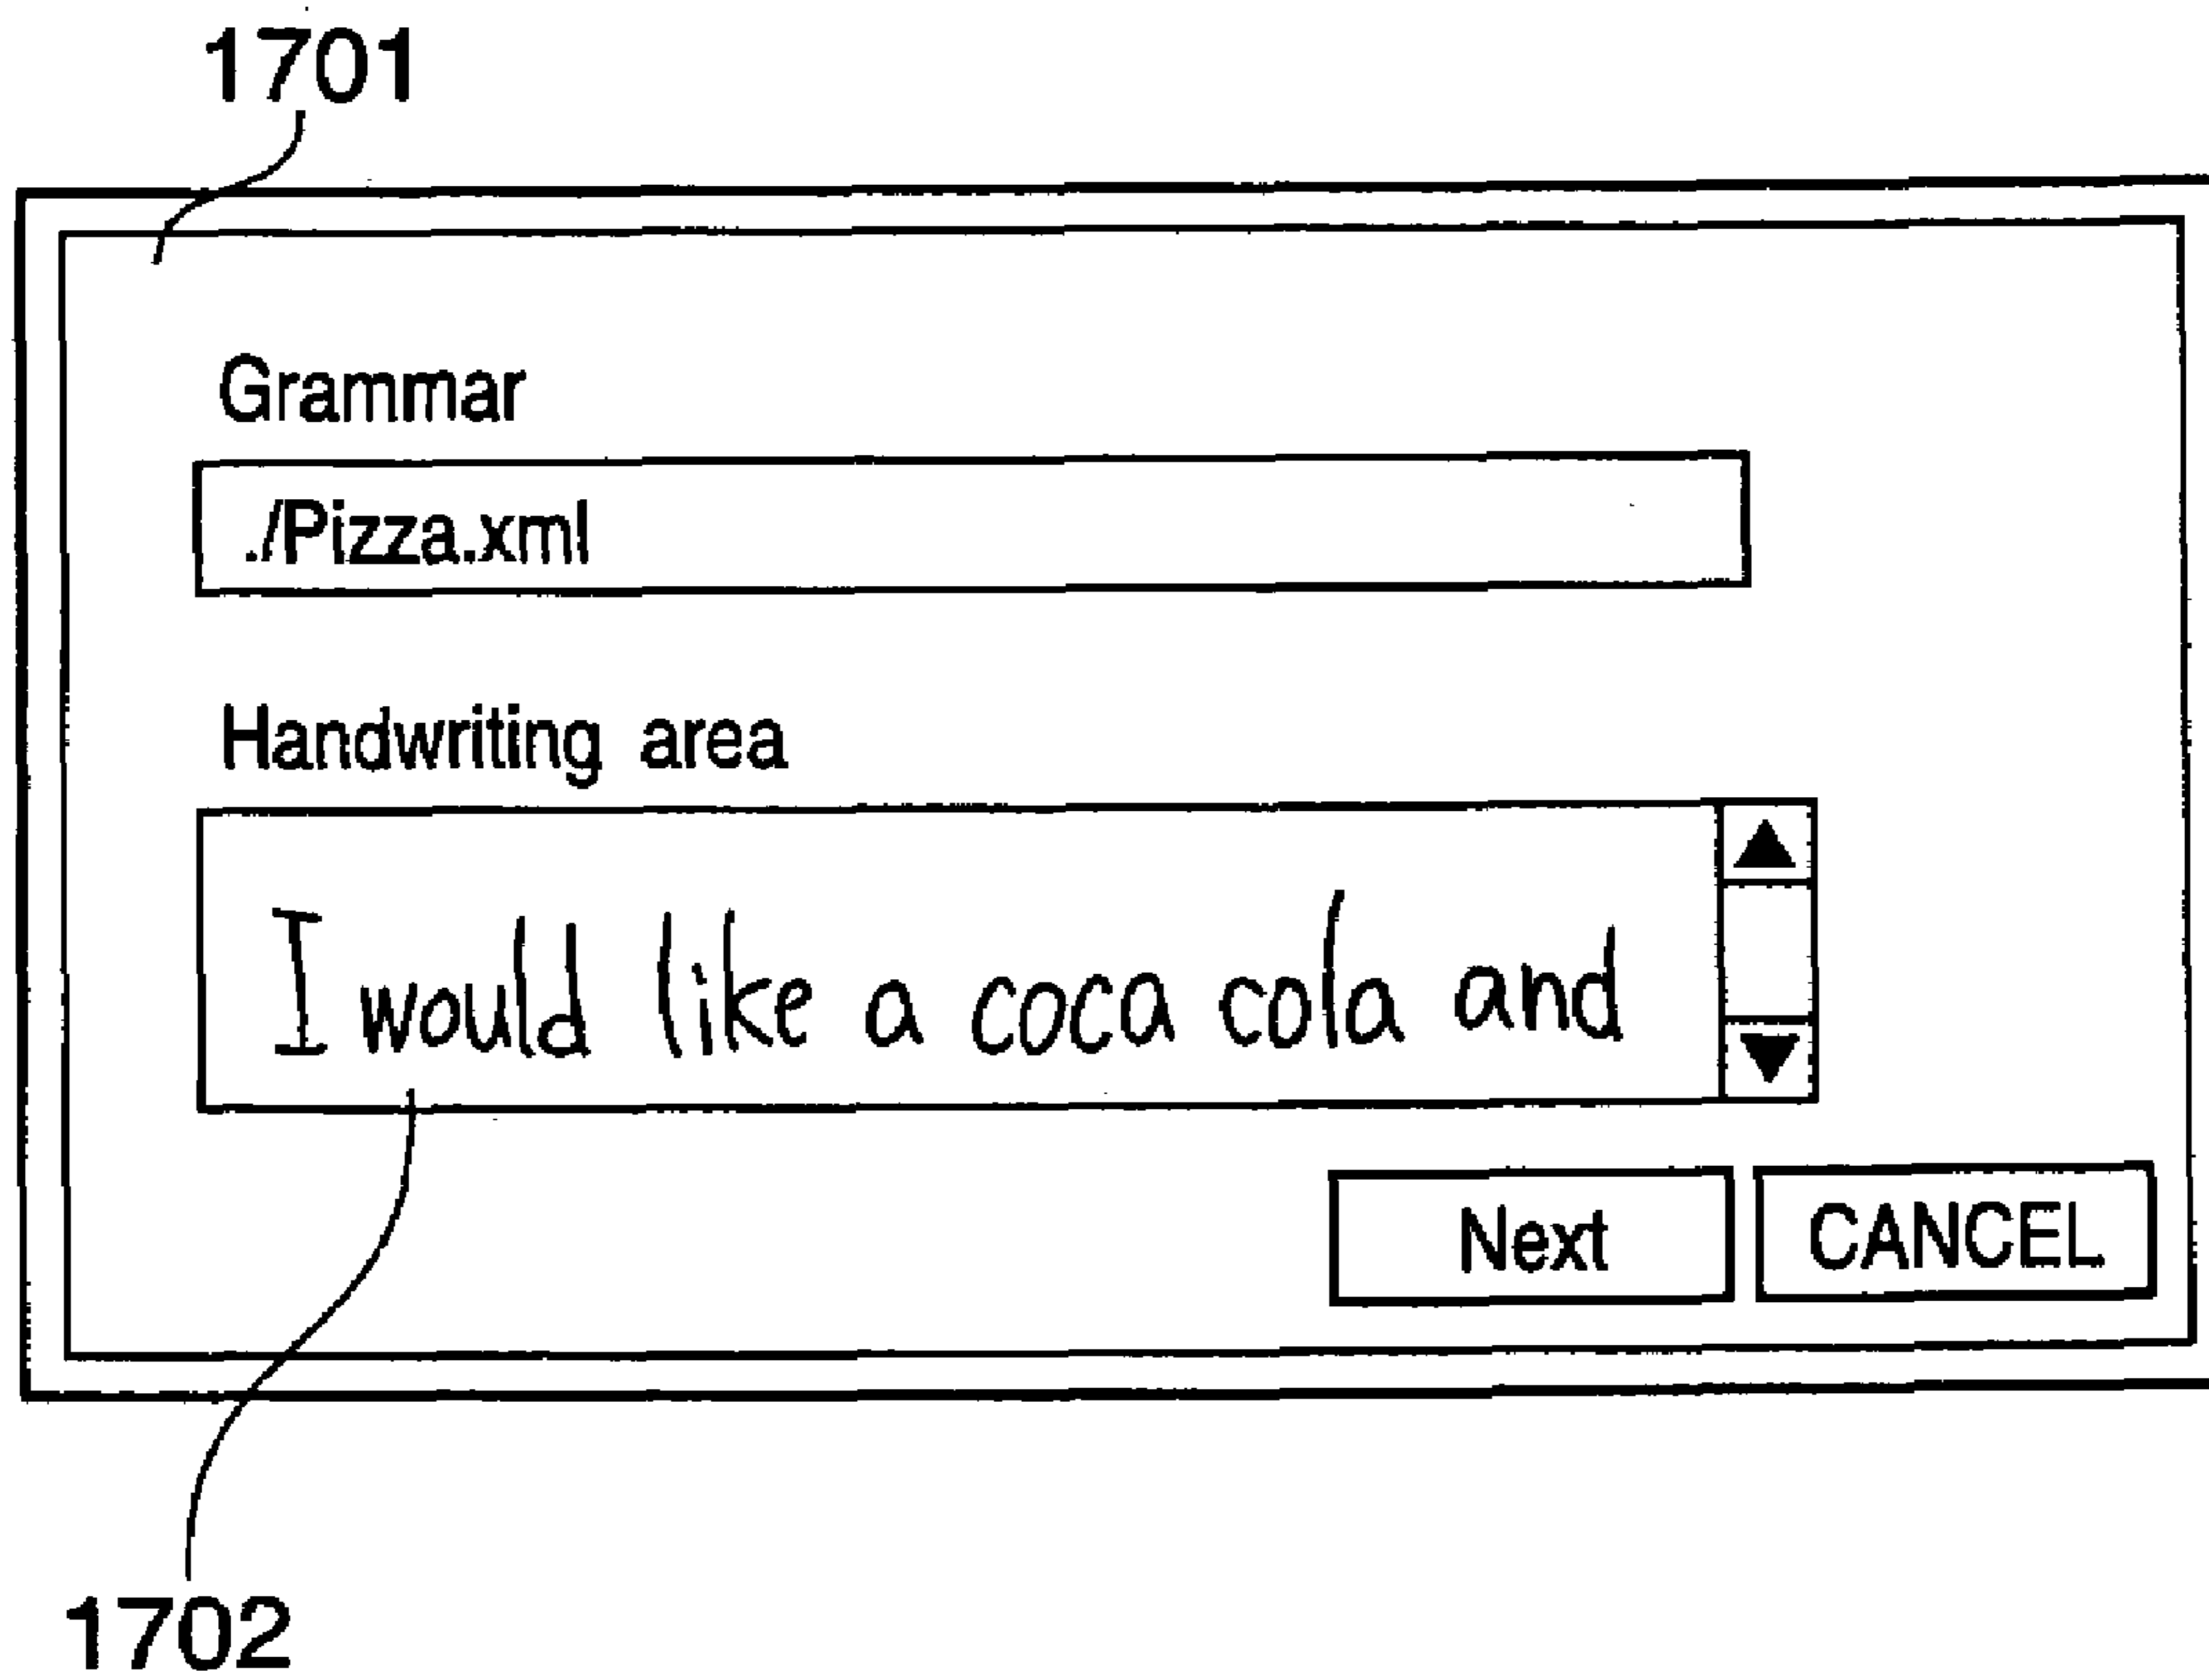 1701
Grammar
./Pizza.xml
Handwriting area
I would like a coca cola and
Next CANCEL
1702